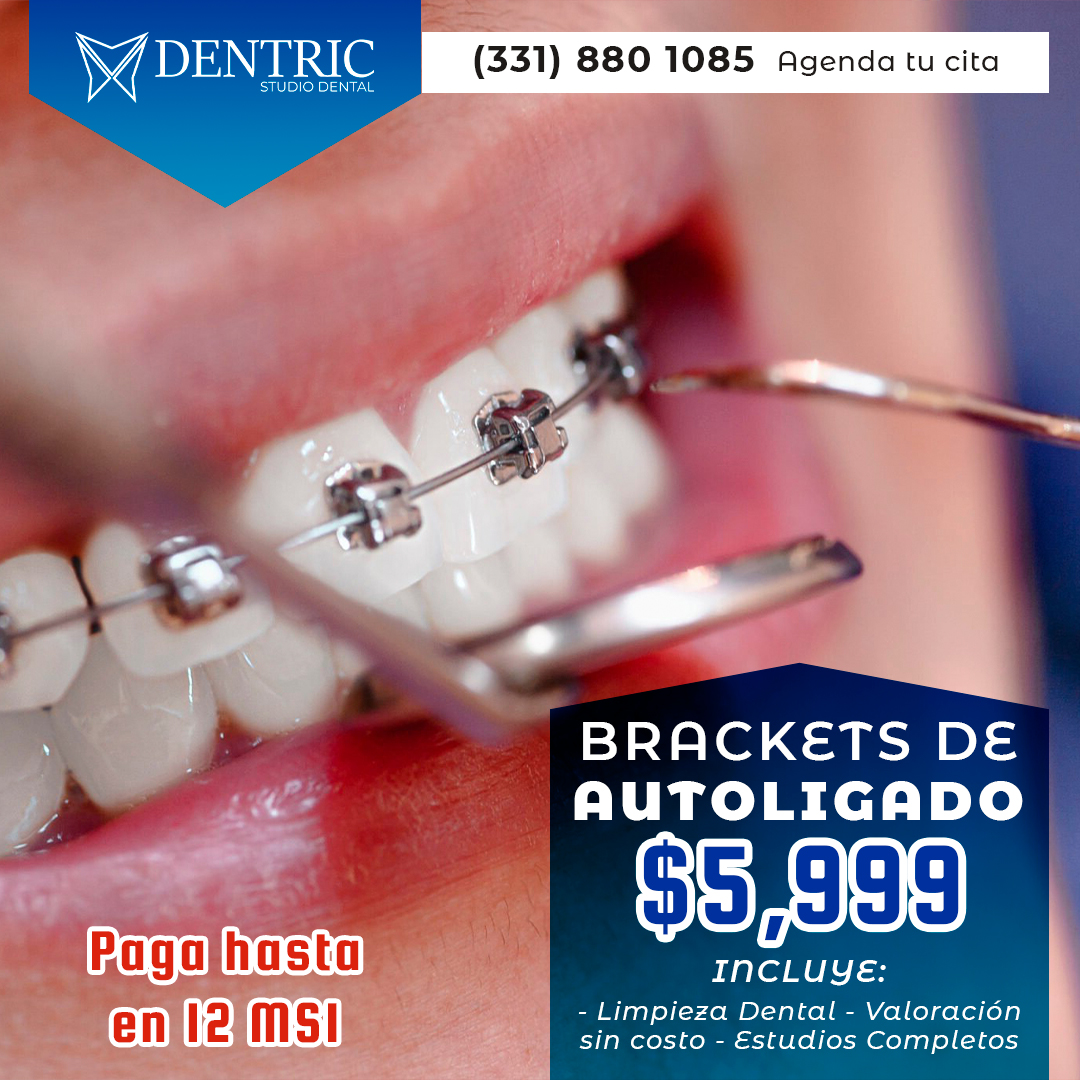 DENTRIC
STUDIO DENTAL
(331) 880 1085 Agenda tu cita
BRACKETS DE
AUTOLIGADO
$5,999
INCLUYE:
- Limpieza Dental - Valoración
sin costo - Estudios Completos
Paga hasta
en 12 MSI